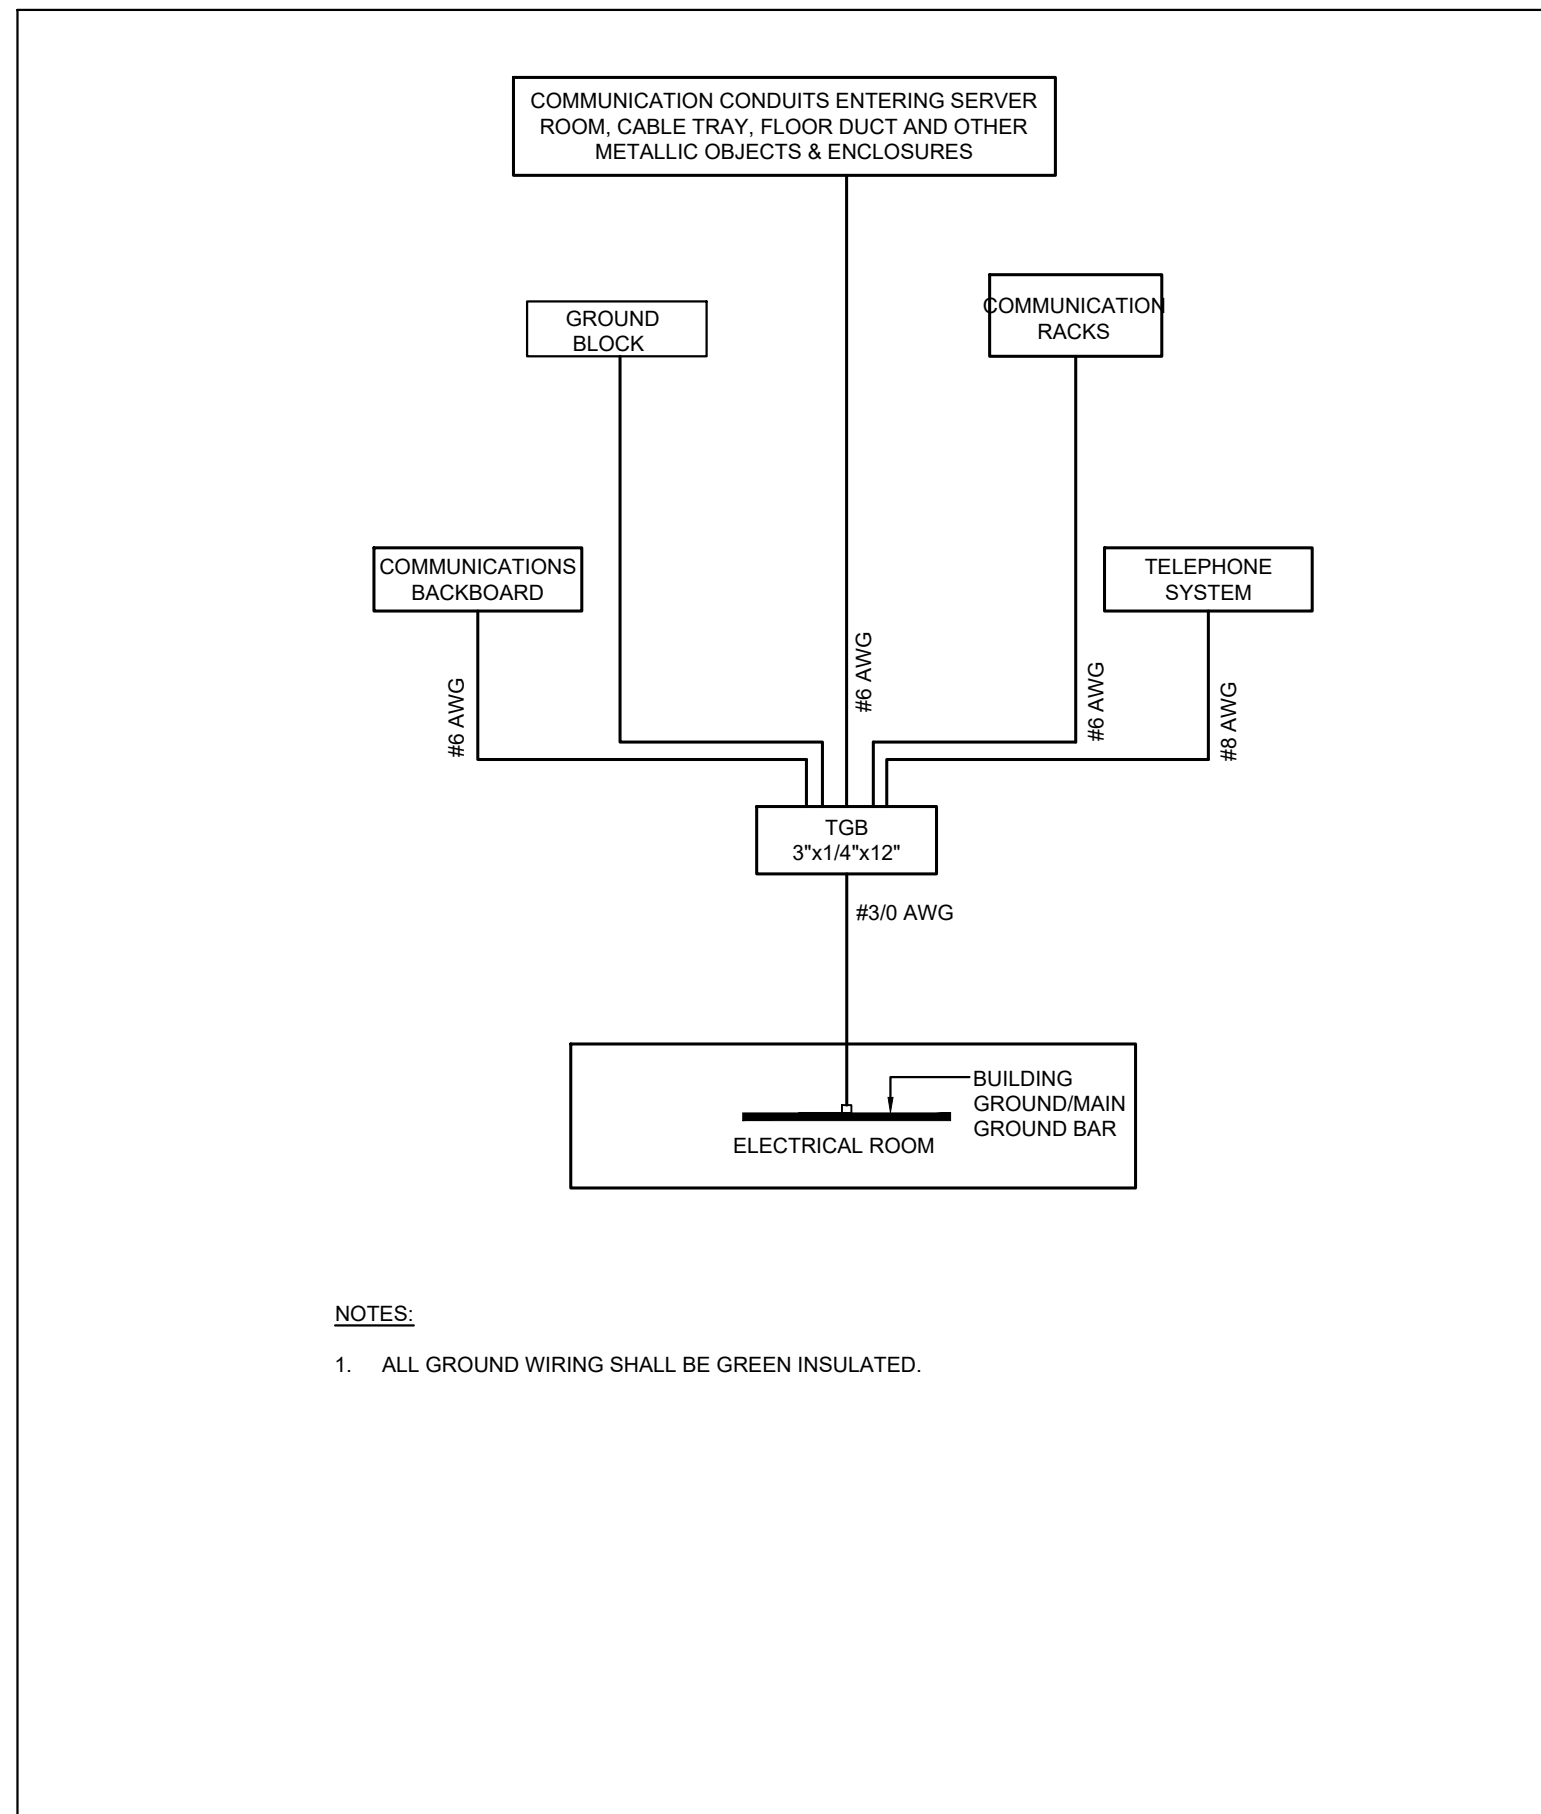 COMMUNICATION CONDUITS ENTERING SERVER
ROOM, CABLE TRAY, FLOOR DUCT AND OTHER
METALLIC OBJECTS & ENCLOSURES
GROUND
BLOCK
COMMUNICATION
RACKS
COMMUNICATIONS
BACKBOARD
TELEPHONE
SYSTEM
#6 AWG
#6 AWG
#6 AWG
#8 AWG
TGB
3"x1/4"x12"
#3/0 AWG
BUILDING
GROUND/MAIN
GROUND BAR
ELECTRICAL ROOM
NOTES:
1. ALL GROUND WIRING SHALL BE GREEN INSULATED.